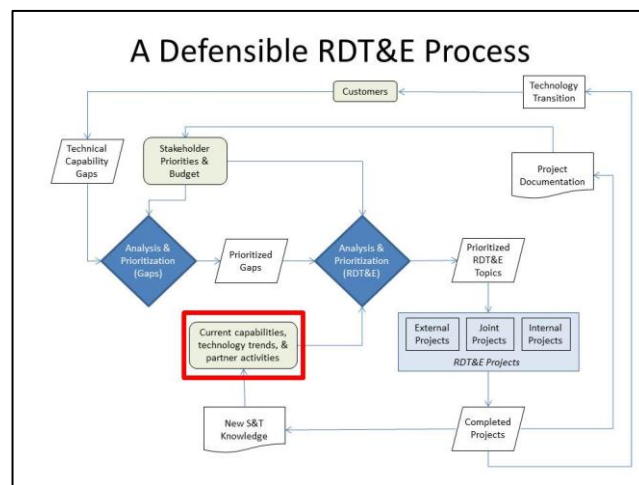 A Defensible RDT&E Process
Customers
Technology
Transition
Technical
Capability
Gaps
Stakeholder
Priorities &
Budget
Project
Documentation
Analysis &
Prioritization
(Gaps)
Prioritized
Gaps
Analysis &
Prioritization
(RDT&E)
Prioritized
RDT&E
Topics
Current capabilities,
technology trends, &
partner activities
External
Projects
Joint
Projects
Internal
Projects
RDT&E Projects
New S&T
Knowledge
Completed
Projects